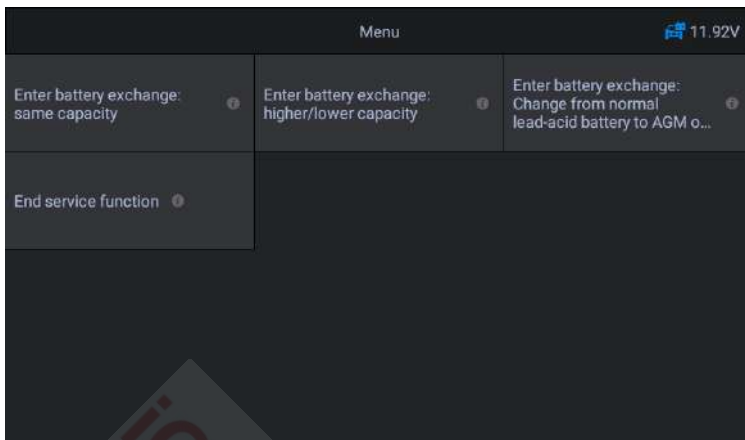 Menu
11.92V
Enter battery exchange:
same capacity
Enter battery exchange:
higher/lower capacity
Enter battery exchange:
Change from normal
lead-acid battery to AGM o...
End service function